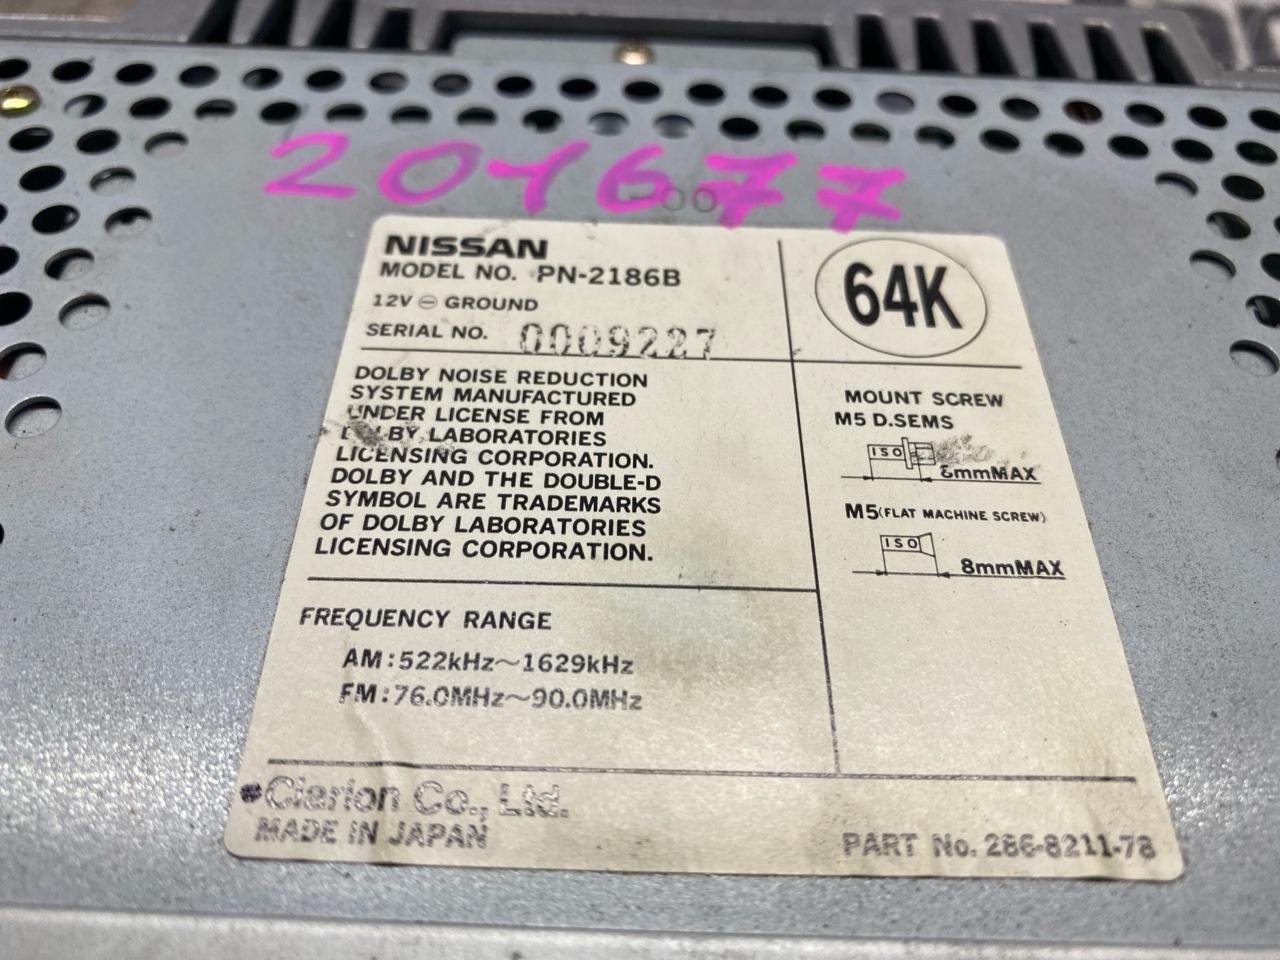 201677
00
NISSAN
MODEL NO. PN-2186B
12V ⊖ GROUND
SERIAL NO. 0009227
64K
DOLBY NOISE REDUCTION
SYSTEM MANUFACTURED
UNDER LICENSE FROM
DOLBY LABORATORIES
LICENSING CORPORATION.
DOLBY AND THE DOUBLE-D
SYMBOL ARE TRADEMARKS
OF DOLBY LABORATORIES
LICENSING CORPORATION.
MOUNT SCREW
M5 D.SEMS
ISO
8mmMAX
M5(FLAT MACHINE SCREW)
ISO
8mmMAX
FREQUENCY RANGE
AM:522kHz~1629kHz
FM:76.0MHz~90.0MHz
Clarion Co., Ltd.
MADE IN JAPAN
PART No. 286-8211-78